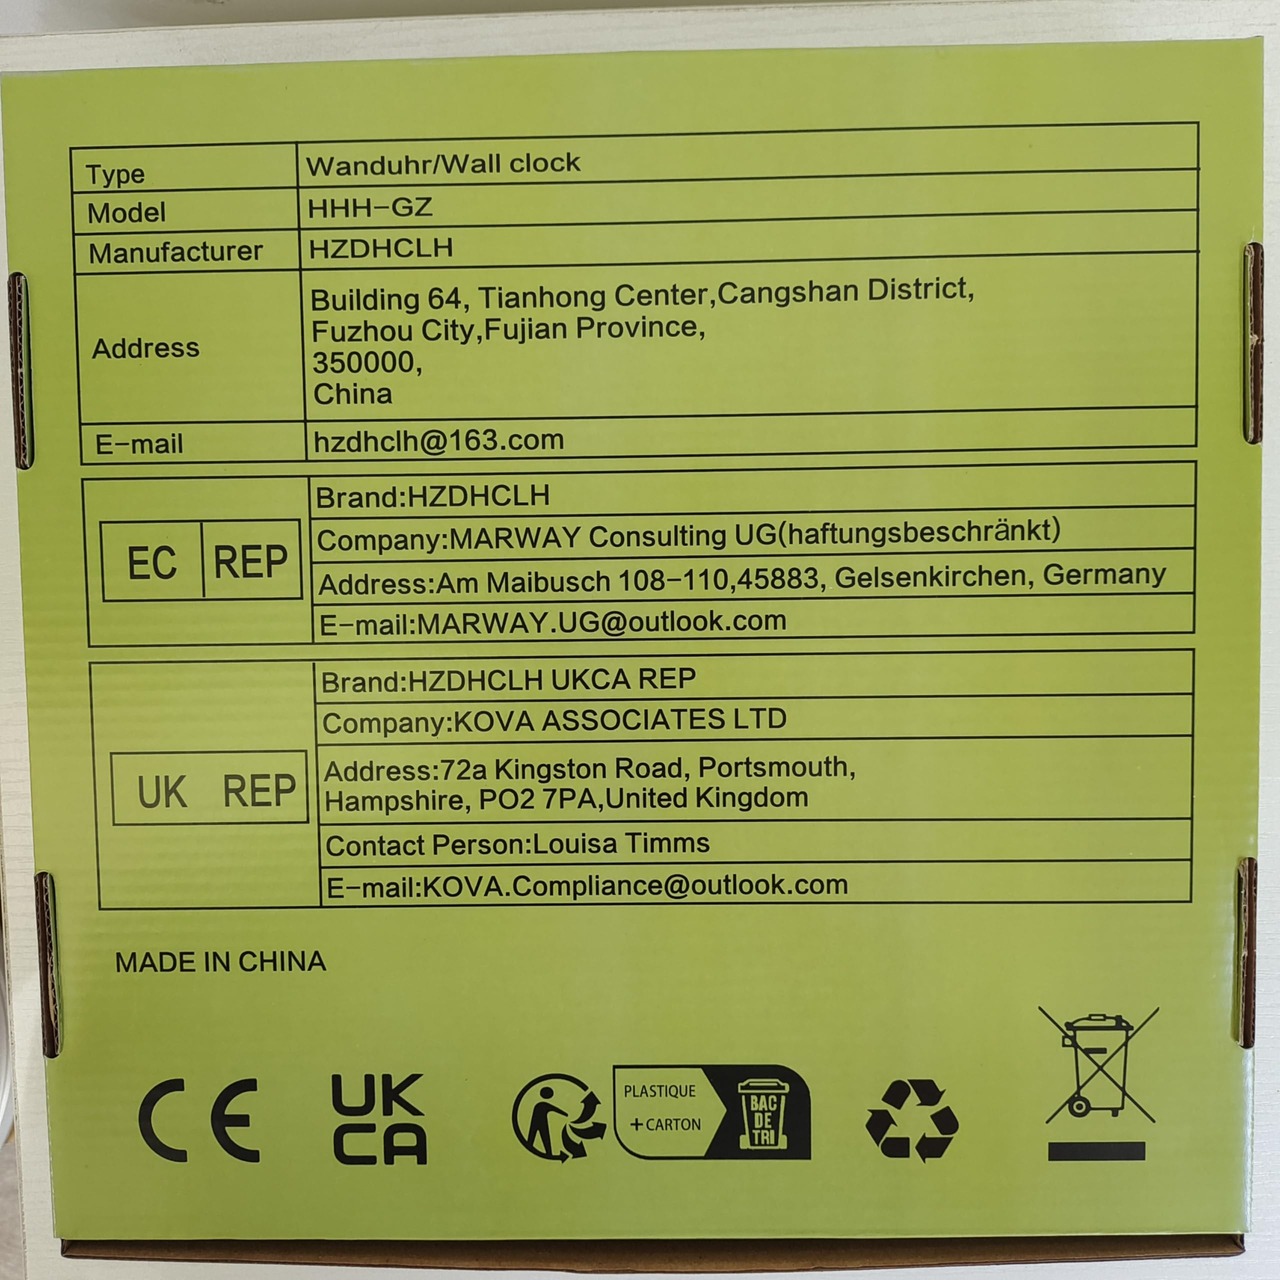 Type
Wanduhr/Wall clock
Model
HHH-GZ
Manufacturer
HZDHCLH
Address
Building 64, Tianhong Center,Cangshan District,
Fuzhou City,Fujian Province,
350000,
China
E-mail
hzdhclh@163.com
EC REP
Brand:HZDHCLH
Company:MARWAY Consulting UG(haftungsbeschränkt)
Address:Am Maibusch 108-110,45883, Gelsenkirchen, Germany
E-mail:MARWAY.UG@outlook.com
UK REP
Brand:HZDHCLH UKCA REP
Company:KOVA ASSOCIATES LTD
Address:72a Kingston Road, Portsmouth,
Hampshire, PO2 7PA,United Kingdom
Contact Person:Louisa Timms
E-mail:KOVA.Compliance@outlook.com
MADE IN CHINA
CE
UK
CA
PLASTIQUE
+ CARTON
BAC
DE
TRI